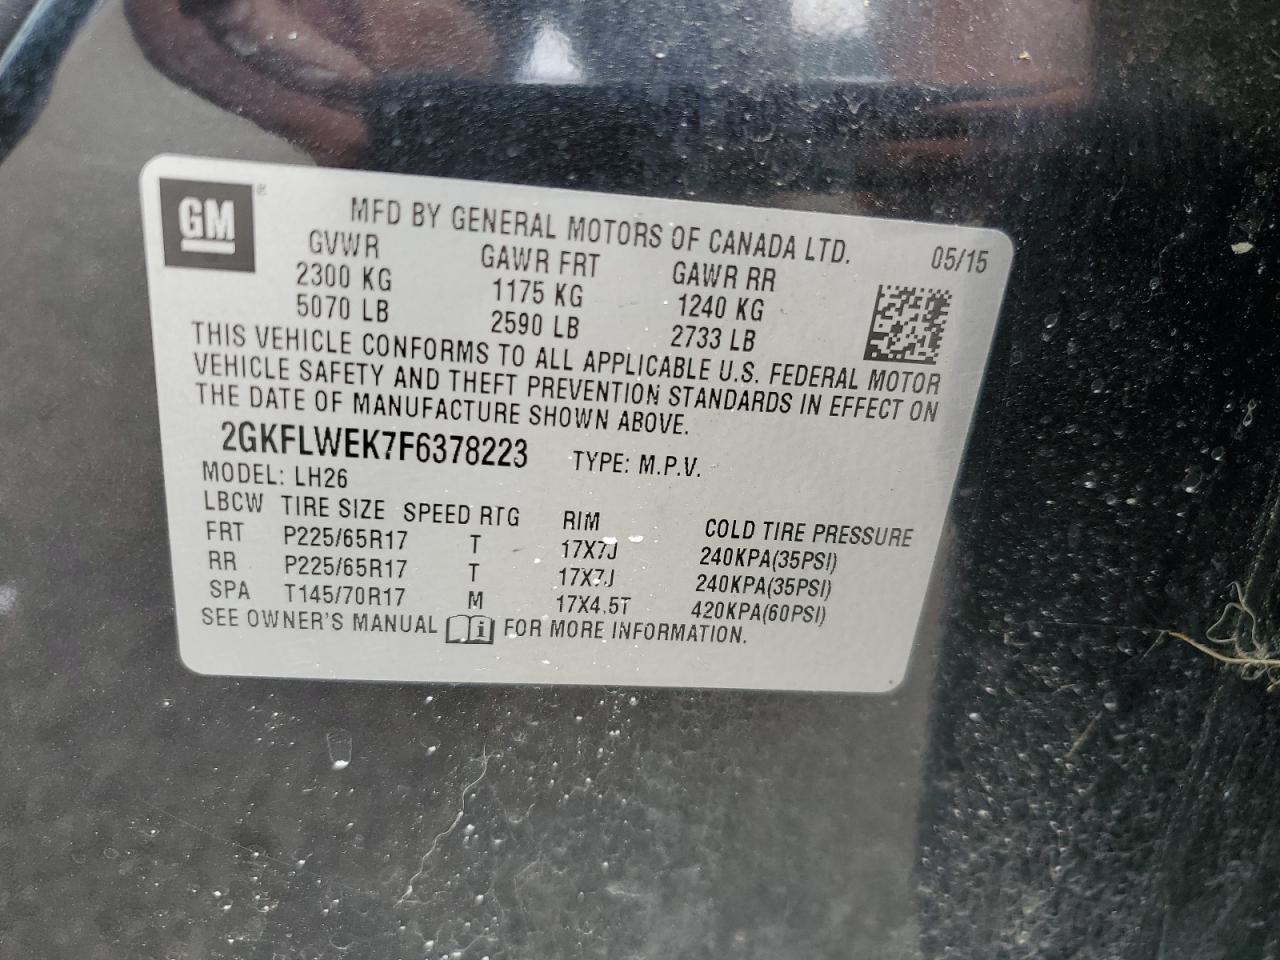 GM®
MFD BY GENERAL MOTORS OF CANADA LTD.
GVWR GAWR FRT GAWR RR 05/15
2300 KG 1175 KG 1240 KG
5070 LB 2590 LB 2733 LB
THIS VEHICLE CONFORMS TO ALL APPLICABLE U.S. FEDERAL MOTOR
VEHICLE SAFETY AND THEFT PREVENTION STANDARDS IN EFFECT ON
THE DATE OF MANUFACTURE SHOWN ABOVE.
2GKFLWEK7F6378223 TYPE: M.P.V.
MODEL: LH26
LBCW TIRE SIZE SPEED RTG RIM COLD TIRE PRESSURE
FRT P225/65R17 T 17X7J 240KPA(35PSI)
RR P225/65R17 T 17X7J 240KPA(35PSI)
SPA T145/70R17 M 17X4.5T 420KPA(60PSI)
SEE OWNER'S MANUAL i FOR MORE INFORMATION.